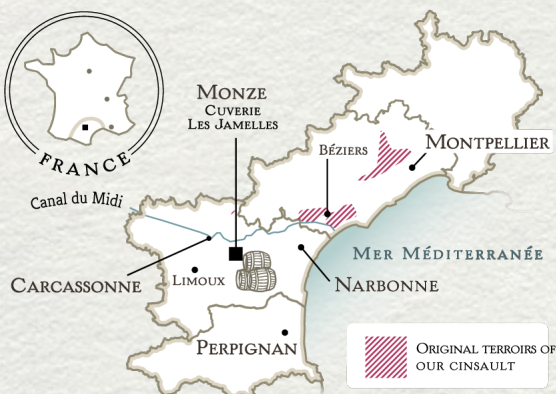 FRANCE
MONZE
CUVERIE
LES JAMELLES
BÉZIERS
MONTPELLIER
Canal du Midi
MER MÉDITERRANÉE
CARCASSONNE
LIMOUX
NARBONNE
PERPIGNAN
ORIGINAL TERROIRS OF
OUR CINSAULT